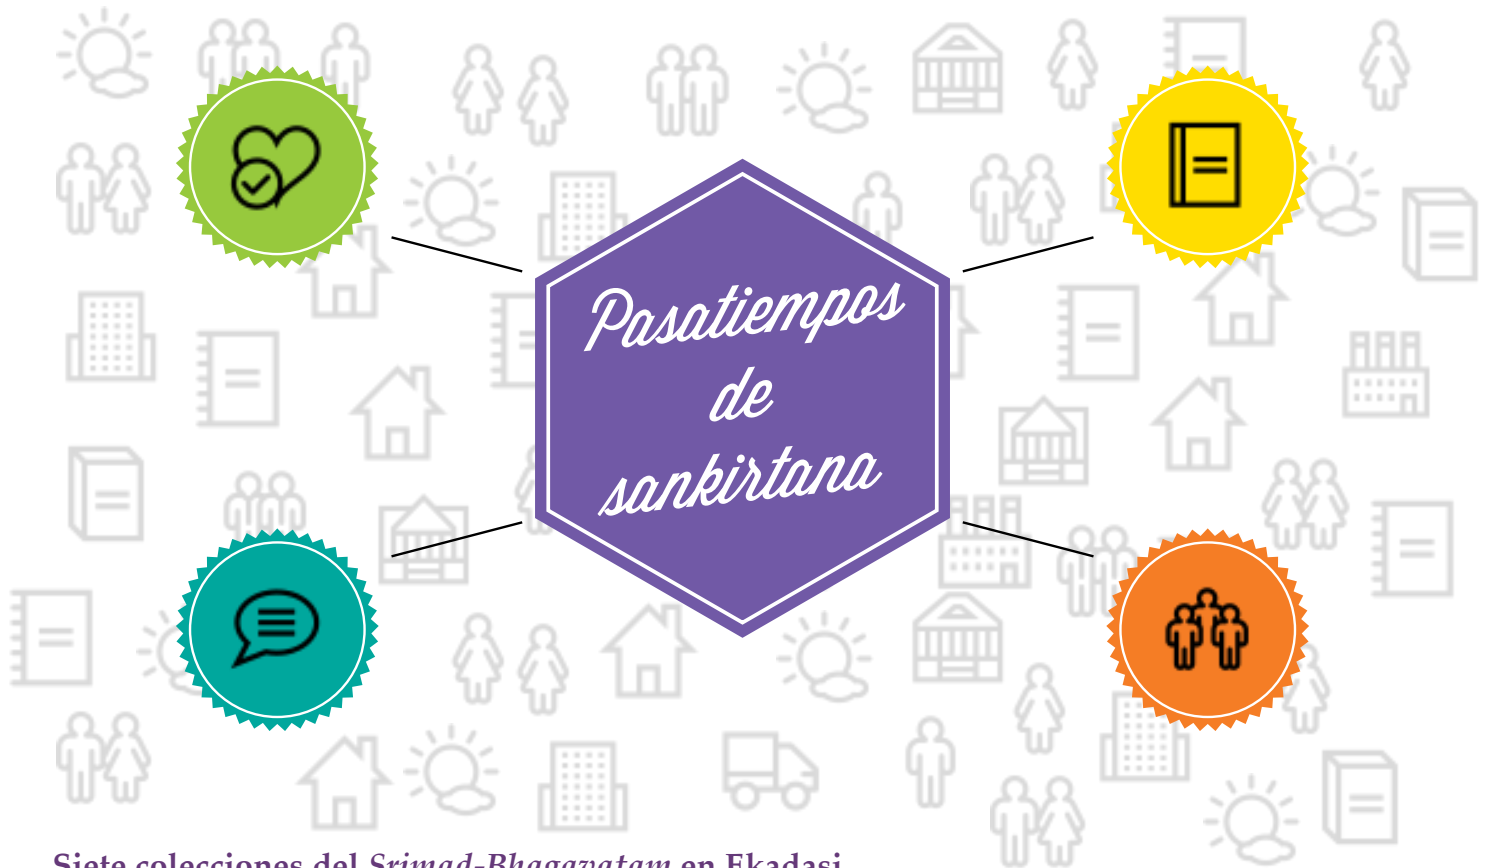 Pasatiempos
de
sankirtana
Siete colecciones del Srimad-Bhagavatam en Ekadasi